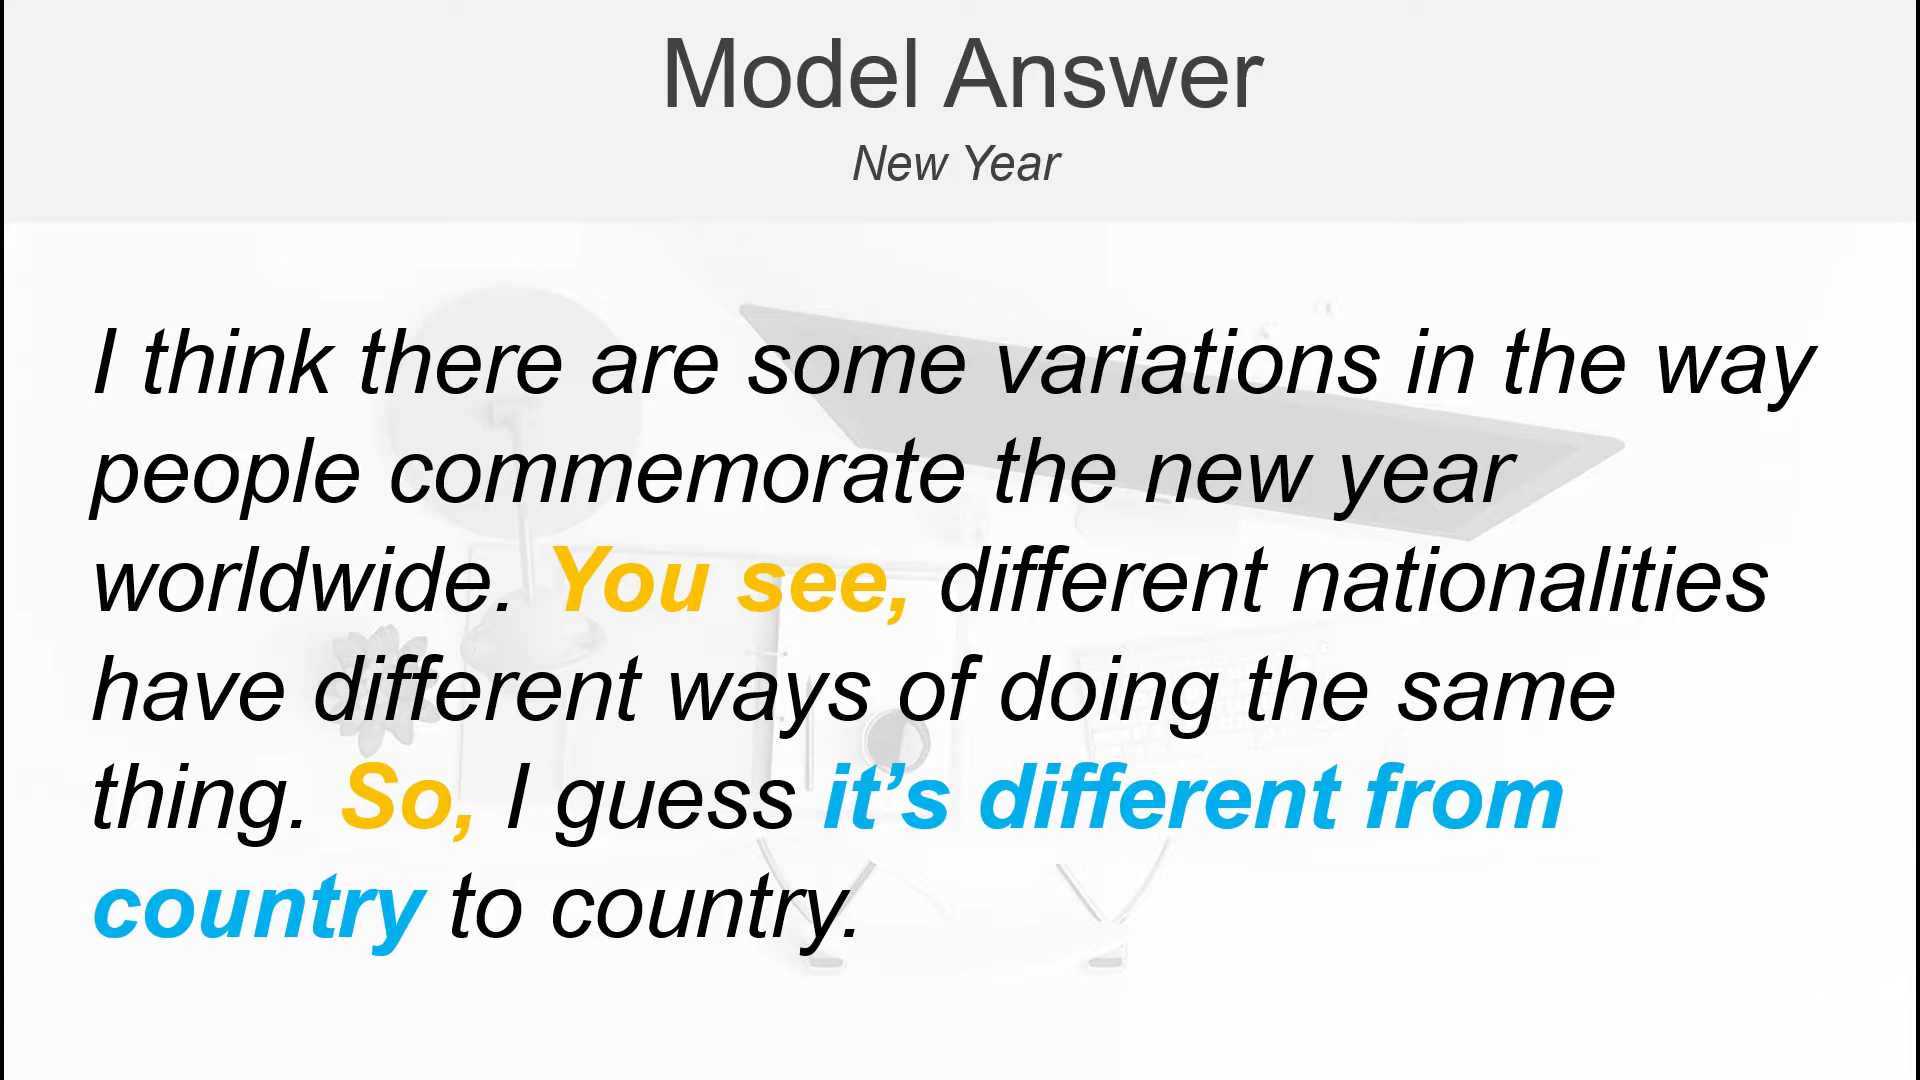 Model Answer
New Year
I think there are some variations in the way
people commemorate the new year
worldwide. You see, different nationalities
have different ways of doing the same
thing. So, I guess it’s different from
country to country.